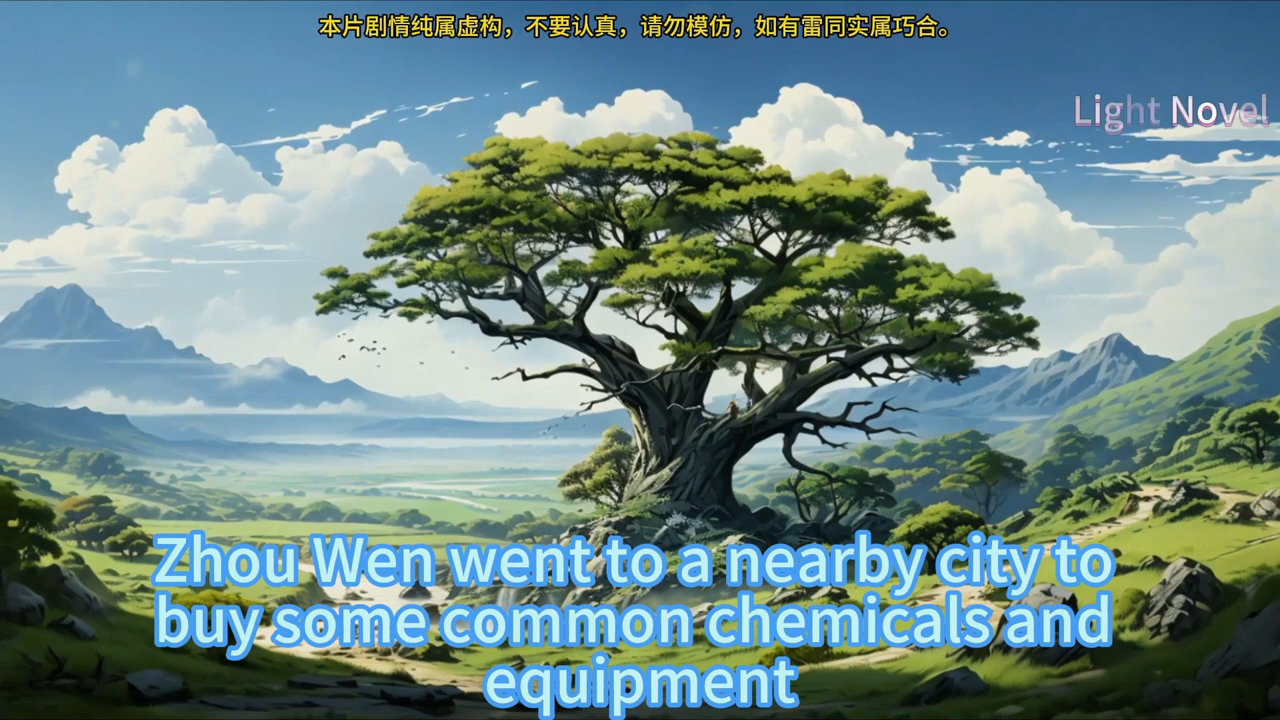 本片剧情纯属虚构，不要认真，请勿模仿，如有雷同实属巧合。
Light Novel
Zhou Wen went to a nearby city to
buy some common chemicals and
equipment